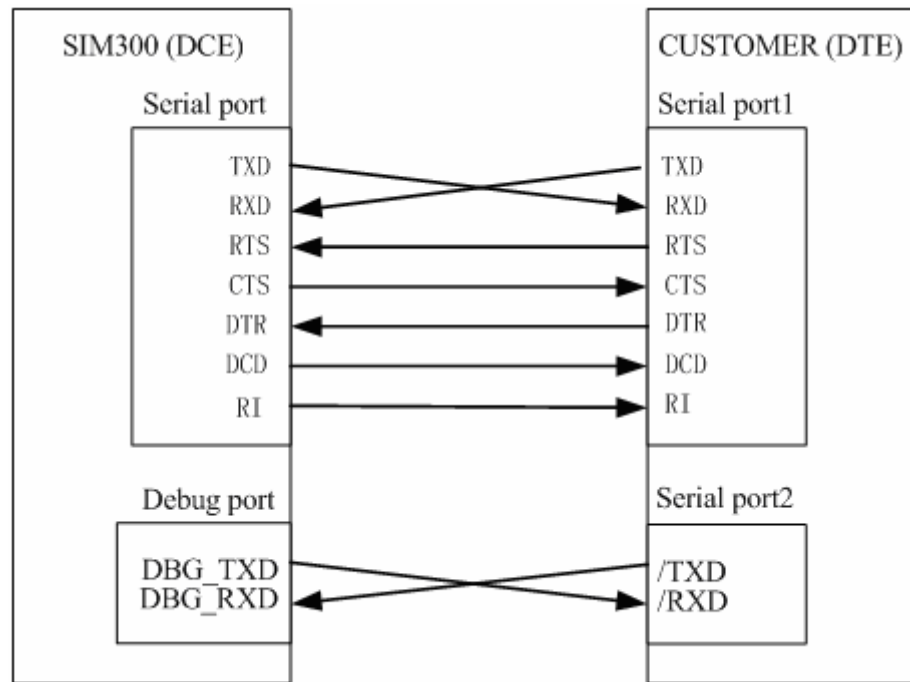 SIM300 (DCE)
Serial port
TXD
RXD
RTS
CTS
DTR
DCD
RI
Debug port
DBG_TXD
DBG_RXD
CUSTOMER (DTE)
Serial port1
TXD
RXD
RTS
CTS
DTR
DCD
RI
Serial port2
/TXD
/RXD